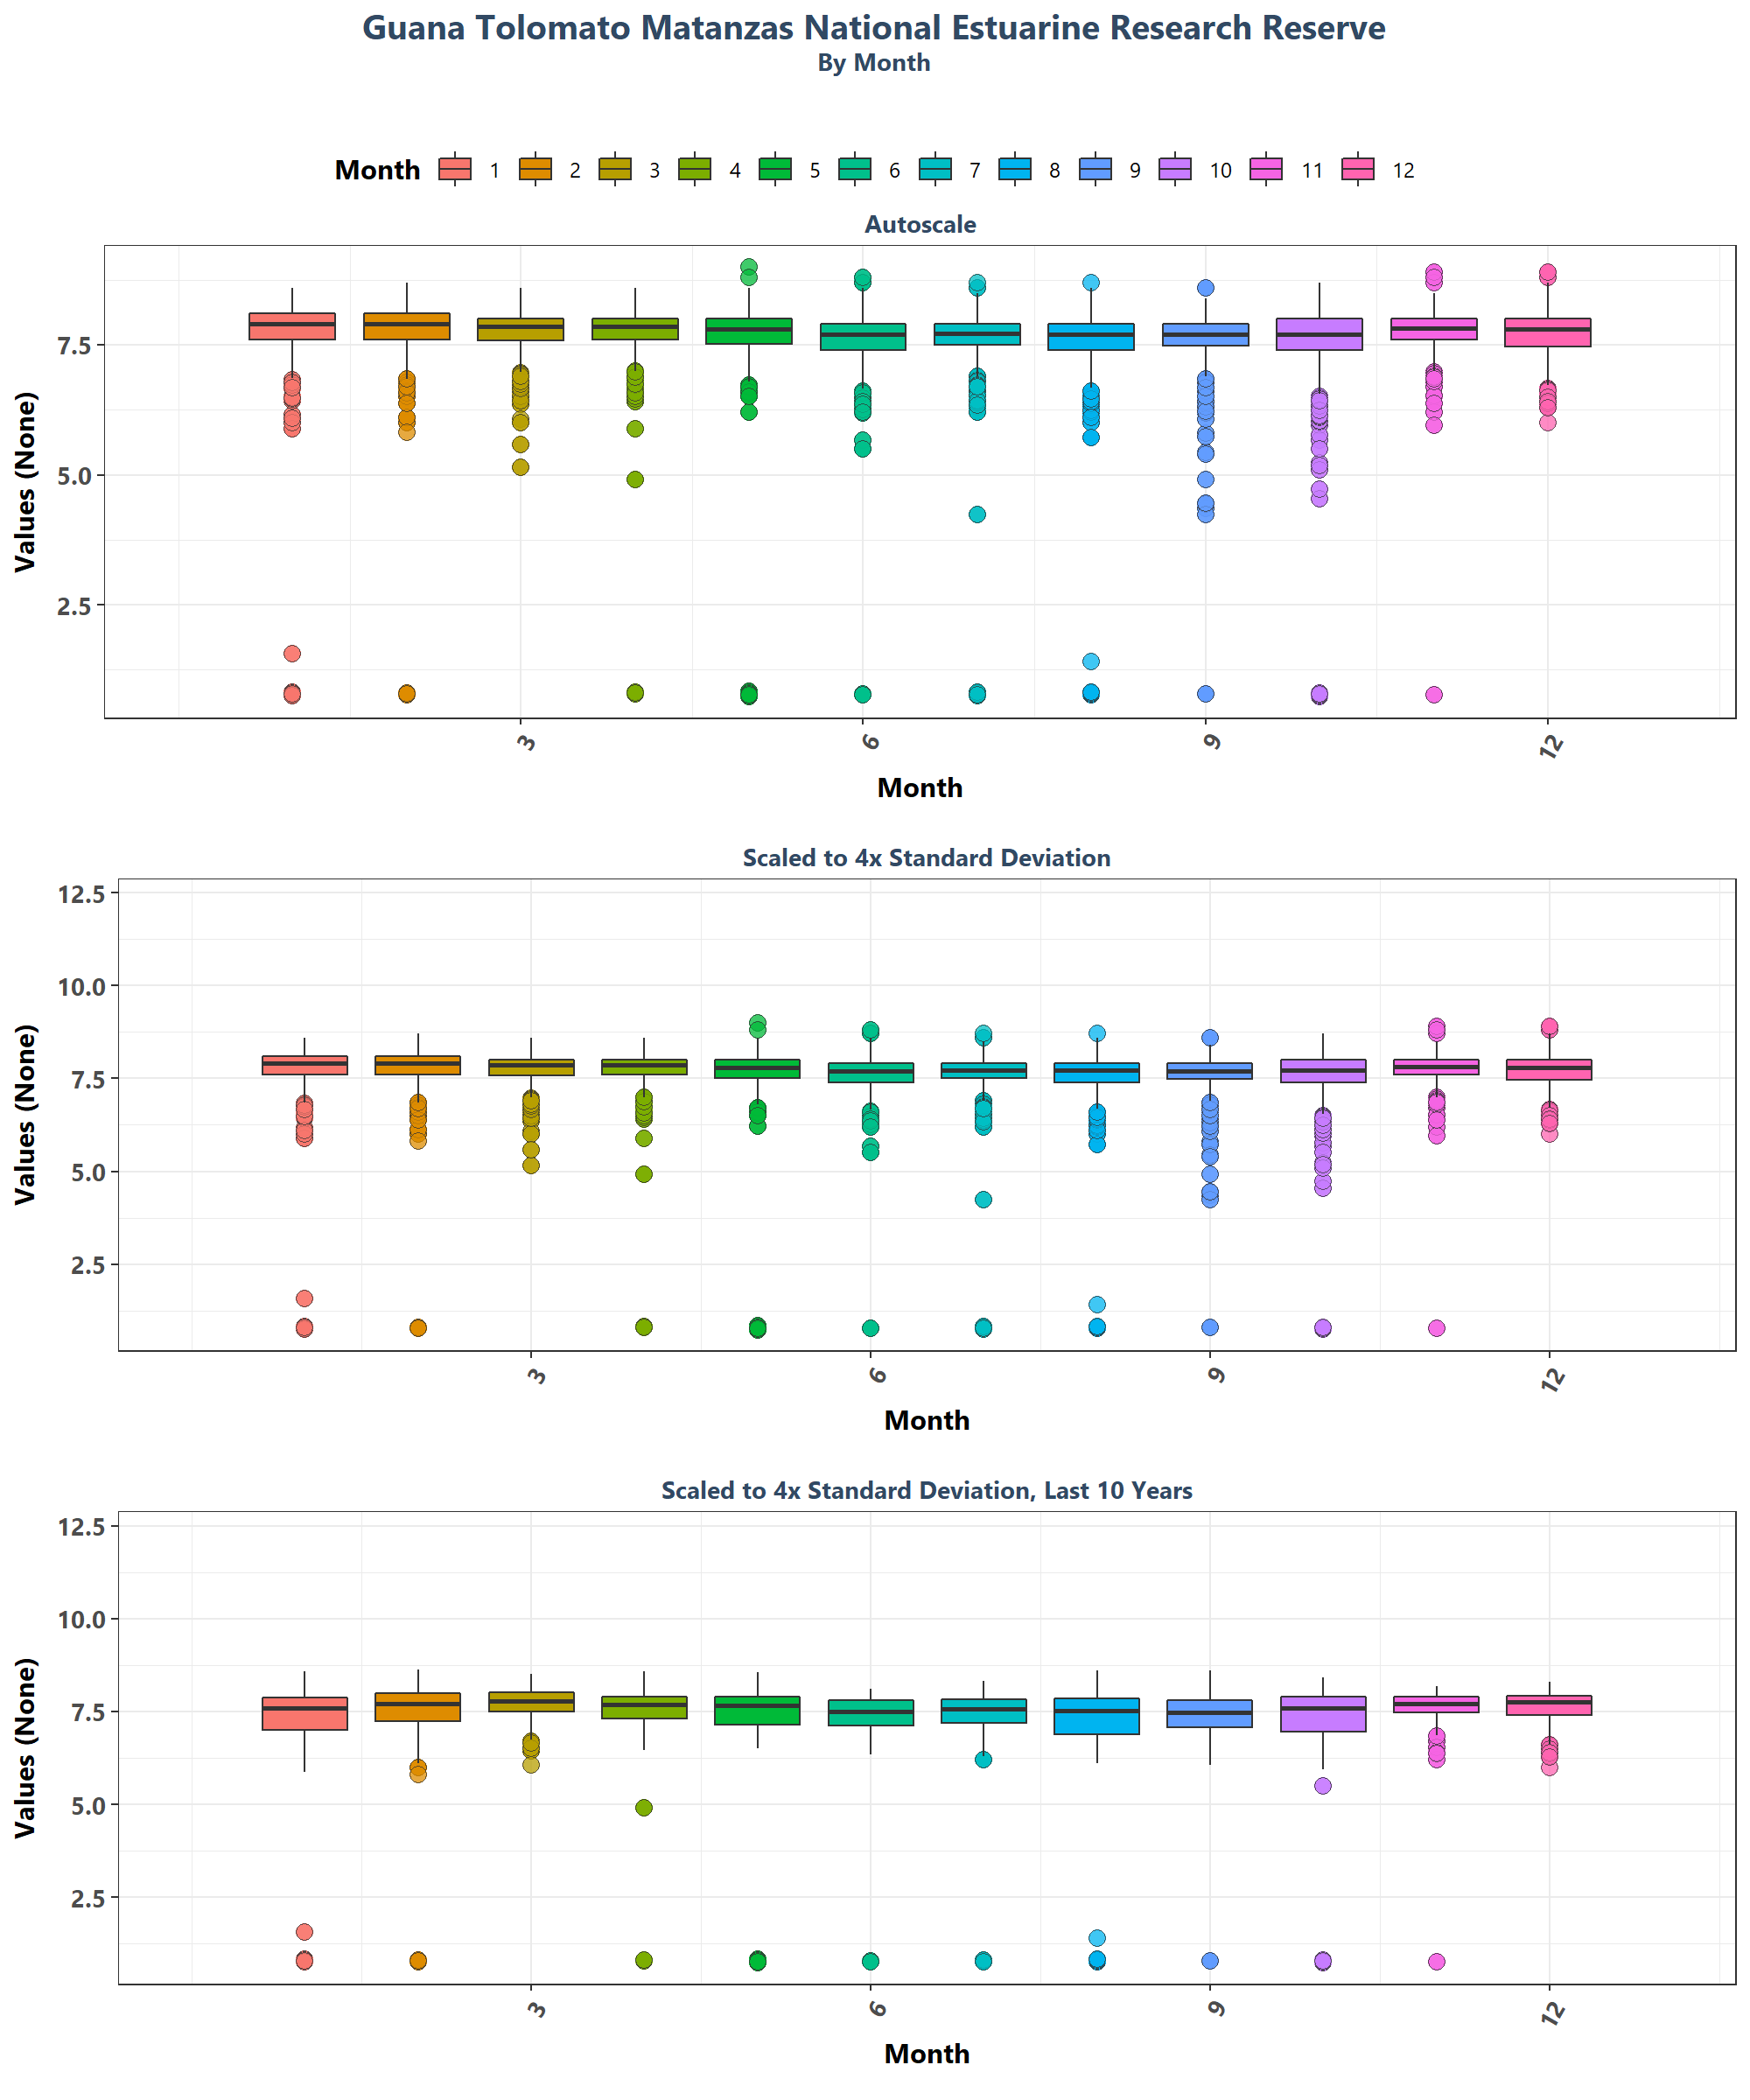 Guana Tolomato Matanzas National Estuarine Research Reserve
By Month
Month 1 2 3 4 5 6 7 8 9 10 11 12
Autoscale
Values (None)
7.5
5.0
2.5
3 6 9 12
Month
Scaled to 4x Standard Deviation
Values (None)
12.5
10.0
7.5
5.0
2.5
3 6 9 12
Month
Scaled to 4x Standard Deviation, Last 10 Years
Values (None)
12.5
10.0
7.5
5.0
2.5
3 6 9 12
Month